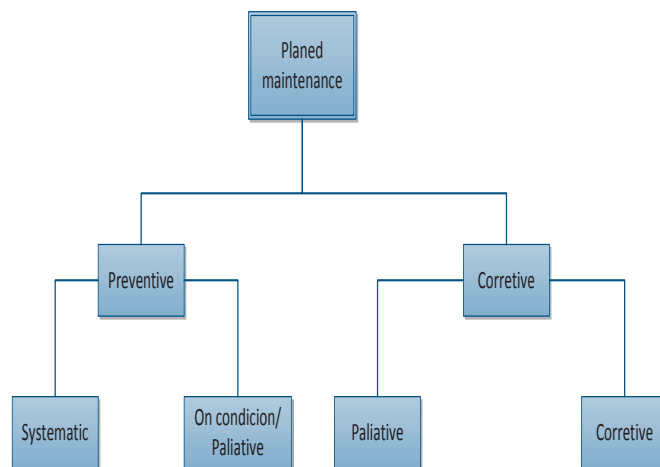 Planed
maintenance
Preventive
Corretive
Systematic
On condicion/
Paliative
Paliative
Corretive